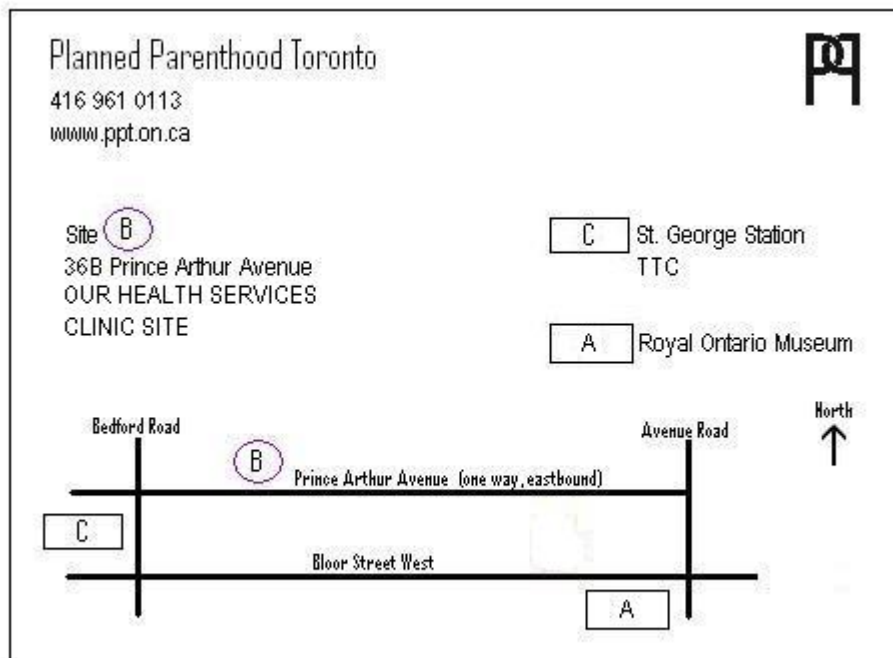 Planned Parenthood Toronto
416 961 0113
www.ppt.on.ca
Site B
36B Prince Arthur Avenue
OUR HEALTH SERVICES
CLINIC SITE
C St. George Station
TTC
A Royal Ontario Museum
Bedford Road
Avenue Road
North
B
Prince Arthur Avenue (one way, eastbound)
C
Bloor Street West
A